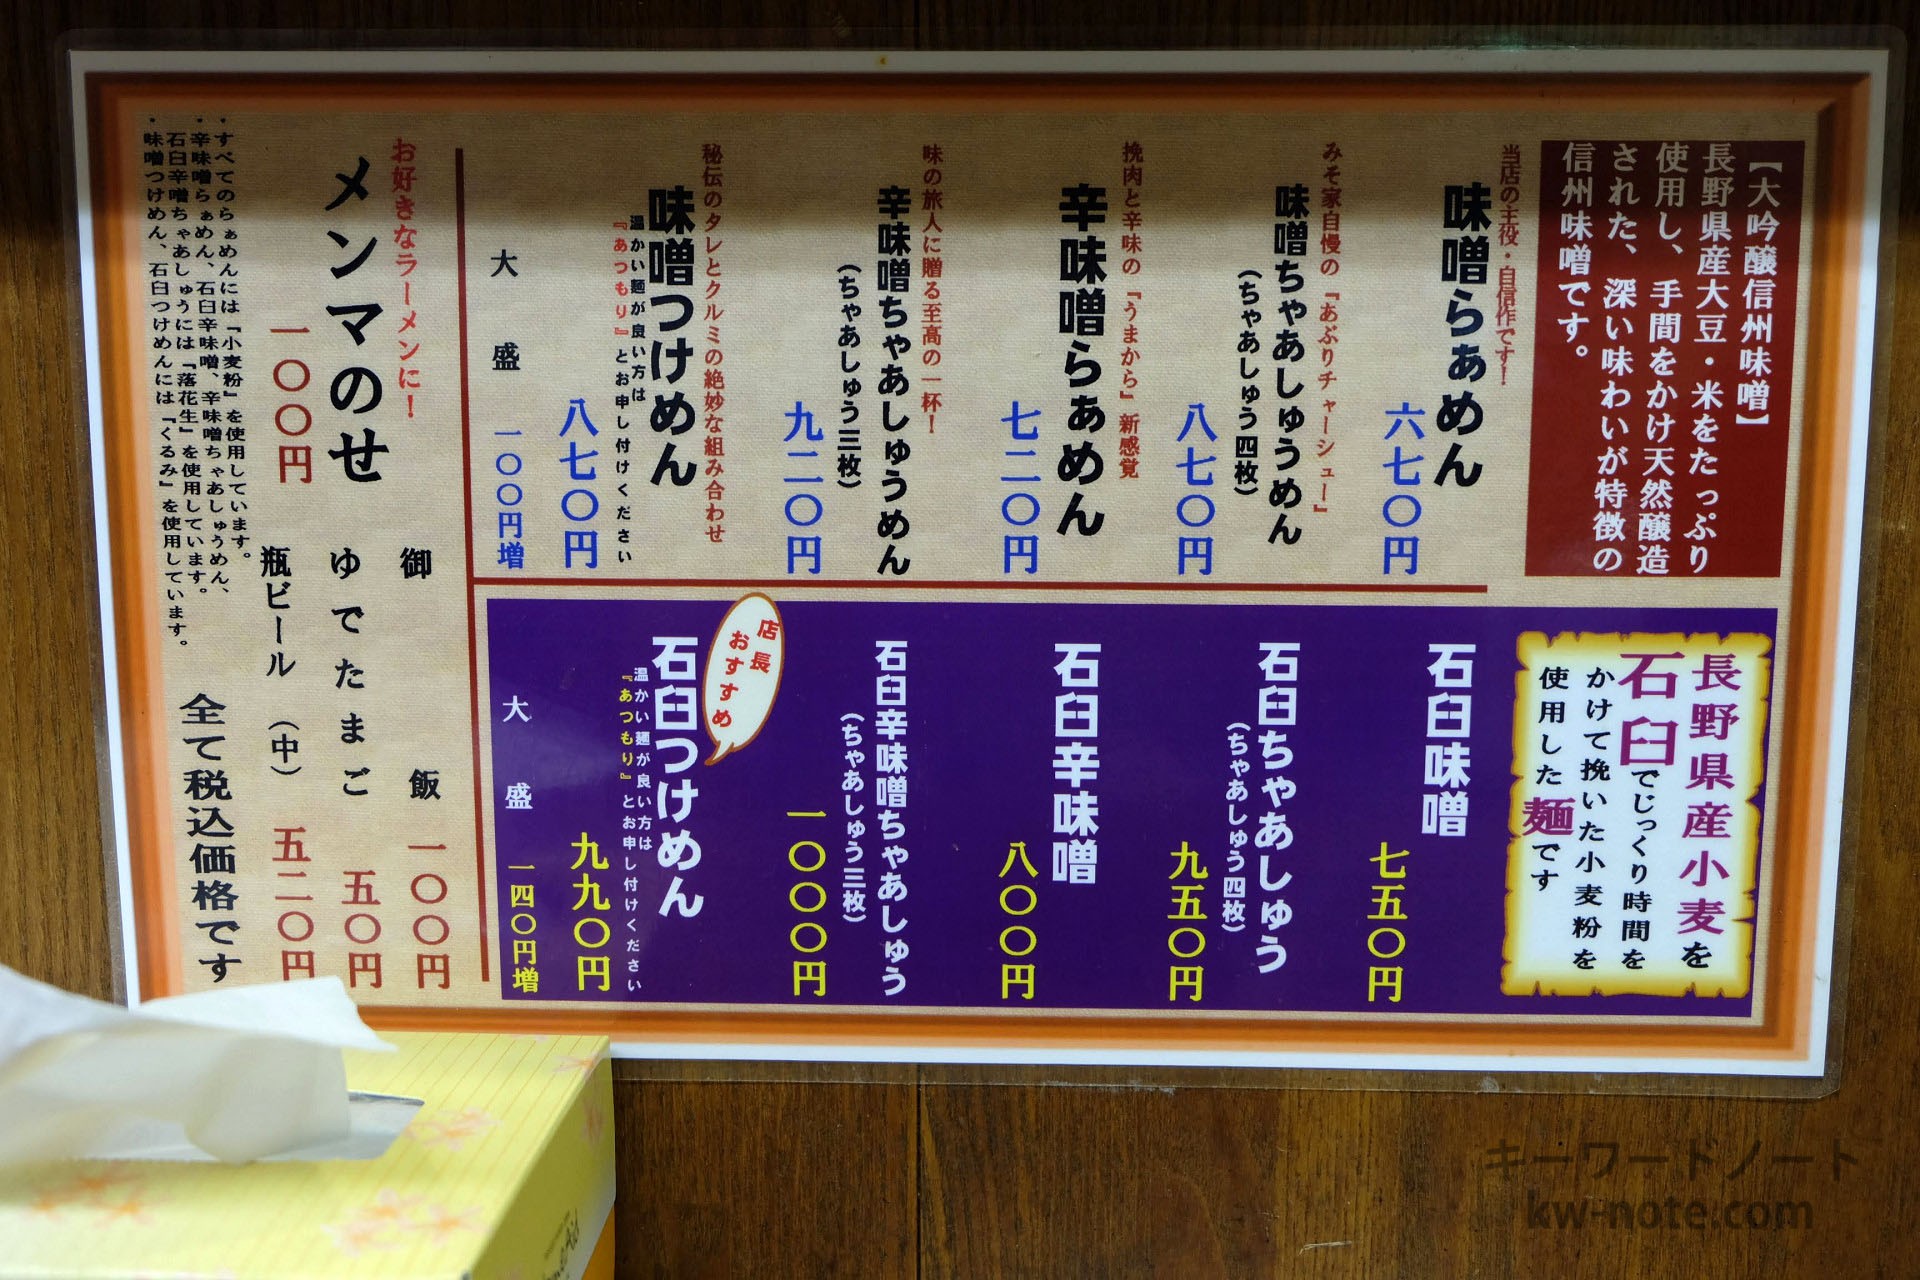 【大吟醸信州味噌】
長野県産大豆・米をたっぷり
使用し、手間をかけ天然醸造
された、深い味わいが特徴の
信州味噌です。
当店の主役・自信作です!
味噌らぁめん
六七〇円
みそ家自慢の『あぶりチャーシュー』
味噌ちゃあしゅうめん
(ちゃあしゅう四枚)
八七〇円
挽肉と辛味の『うまから』新感覚
辛味噌らぁめん
七二〇円
味の旅人に贈る至高の一杯!
辛味噌ちゃあしゅうめん
(ちゃあしゅう三枚)
九二〇円
秘伝のタレとクルミの絶妙な組み合わせ
味噌つけめん
温かい麺が良い方は
『あつもり』とお申し付けください
八七〇円
大盛 一〇〇円増
長野県産小麦を
石臼でじっくり時間を
かけて挽いた小麦粉を
使用した麺です
石臼味噌
七五〇円
石臼ちゃあしゅう
(ちゃあしゅう四枚)
九五〇円
石臼辛味噌
八〇〇円
石臼辛味噌ちゃあしゅう
(ちゃあしゅう三枚)
一〇〇〇円
店長
おすすめ
石臼つけめん
温かい麺が良い方は
『あつもり』とお申し付けください
九九〇円
大盛 一四〇円増
お好きなラーメンに!
メンマのせ
一〇〇円
御飯 一〇〇円
ゆでたまご 五〇円
瓶ビール(中) 五二〇円
・すべてのらぁめんには『小麦粉』を使用しています。
・辛味噌らぁめん、石臼辛味噌、辛味噌ちゃあしゅうめん、
石臼辛噌ちゃあしゅうには『落花生』を使用しています。
・味噌つけめん、石臼つけめんには『くるみ』を使用しています。
全て税込価格です
キーワードノート
kw-note.com